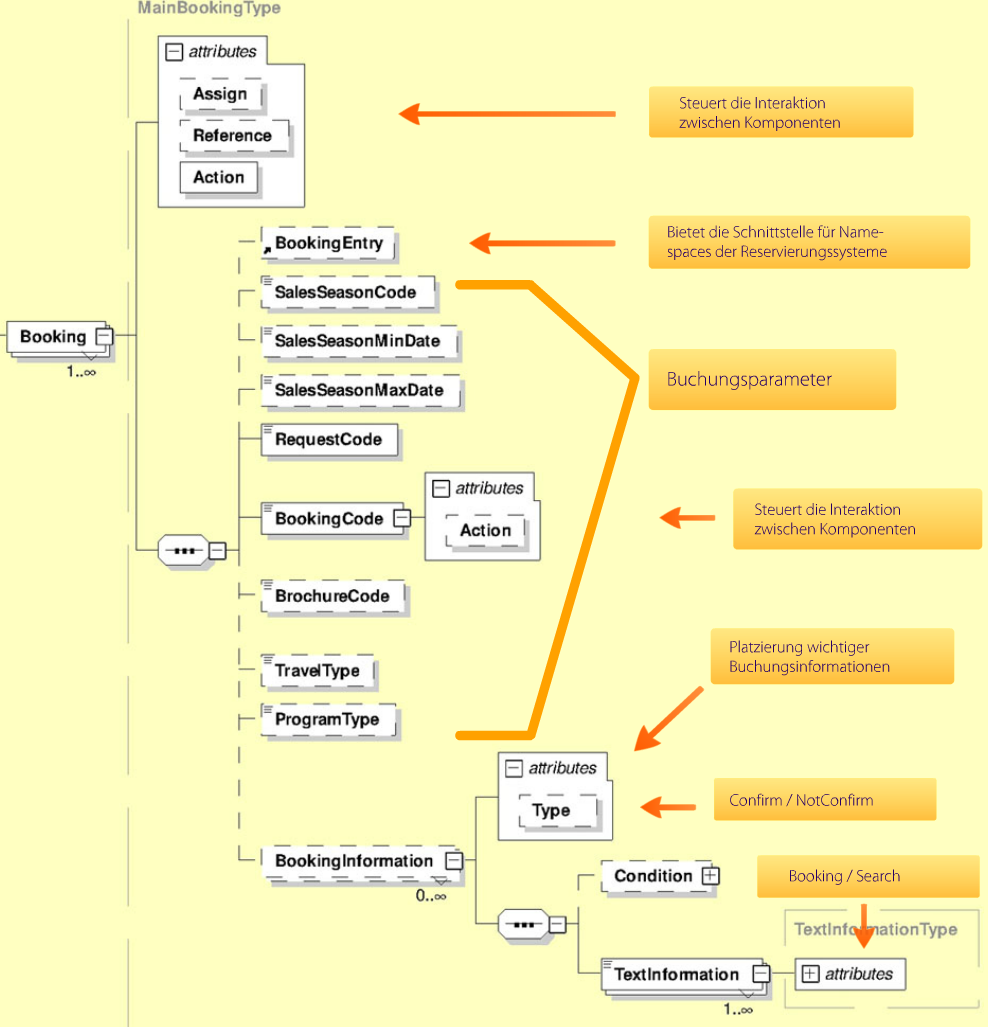 MainBookingType
attributes
Assign
Reference
Action
Steuert die Interaktion
zwischen Komponenten
BookingEntry
Bietet die Schnittstelle für Name-
spaces der Reservierungssysteme
SalesSeasonCode
SalesSeasonMinDate
SalesSeasonMaxDate
Booking
1..∞
Buchungsparameter
RequestCode
BookingCode
attributes
Action
Steuert die Interaktion
zwischen Komponenten
BrochureCode
TravelType
ProgramType
Platzierung wichtiger
Buchungsinformationen
attributes
Type
Confirm / NotConfirm
BookingInformation
0..∞
Condition
Booking / Search
TextInformationType
TextInformation
1..∞
attributes